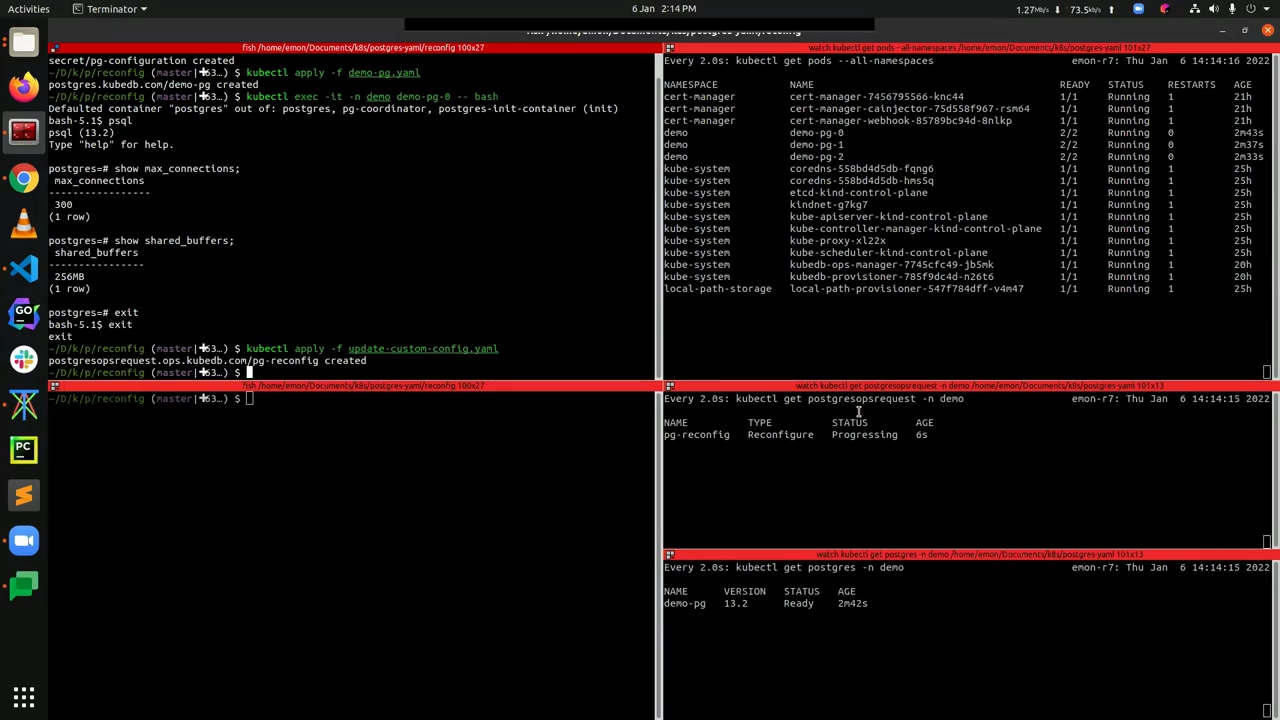 Activities
Terminator
6 Jan 2:14 PM
1.27Mb/s
73.5kb/s
fish /home/emon/Documents/k8s/postgres-yaml/reconfig 100x27
secret/pg-configuration created
~/D/k/p/reconfig (master|✚63…) $ kubectl apply -f demo-pg.yaml
postgres.kubedb.com/demo-pg created
~/D/k/p/reconfig (master|✚63…) $ kubectl exec -it -n demo demo-pg-0 -- bash
Defaulted container "postgres" out of: postgres, pg-coordinator, postgres-init-container (init)
bash-5.1$ psql
psql (13.2)
Type "help" for help.
postgres=# show max_connections;
max_connections
-----------------
300
(1 row)
postgres=# show shared_buffers;
shared_buffers
----------------
256MB
(1 row)
postgres=# exit
bash-5.1$ exit
exit
~/D/k/p/reconfig (master|✚63…) $ kubectl apply -f update-custom-config.yaml
postgresopsrequest.ops.kubedb.com/pg-reconfig created
~/D/k/p/reconfig (master|✚63…) $
fish /home/emon/Documents/k8s/postgres-yaml/reconfig 100x27
~/D/k/p/reconfig (master|✚63…) $
watch kubectl get pods --all-namespaces /home/emon/Documents/k8s/postgres-yaml 101x27
Every 2.0s: kubectl get pods --all-namespaces emon-r7: Thu Jan 6 14:14:16 2022
NAMESPACE NAME READY STATUS RESTARTS AGE
cert-manager cert-manager-7456795566-knc44 1/1 Running 1 21h
cert-manager cert-manager-cainjector-75d558f967-rsm64 1/1 Running 1 21h
cert-manager cert-manager-webhook-85789bc94d-8nlkp 1/1 Running 1 21h
demo demo-pg-0 2/2 Running 0 2m43s
demo demo-pg-1 2/2 Running 0 2m37s
demo demo-pg-2 2/2 Running 0 2m33s
kube-system coredns-558bd4d5db-fqng6 1/1 Running 1 25h
kube-system coredns-558bd4d5db-hms5q 1/1 Running 1 25h
kube-system etcd-kind-control-plane 1/1 Running 1 25h
kube-system kindnet-g7kg7 1/1 Running 1 25h
kube-system kube-apiserver-kind-control-plane 1/1 Running 1 25h
kube-system kube-controller-manager-kind-control-plane 1/1 Running 1 25h
kube-system kube-proxy-xl22x 1/1 Running 1 25h
kube-system kube-scheduler-kind-control-plane 1/1 Running 1 25h
kube-system kubedb-ops-manager-7745cfc49-jb5mk 1/1 Running 1 20h
kube-system kubedb-provisioner-785f9dc4d-n26t6 1/1 Running 1 20h
local-path-storage local-path-provisioner-547f784dff-v4m47 1/1 Running 1 25h
watch kubectl get postgresopsrequest -n demo /home/emon/Documents/k8s/postgres-yaml 101x13
Every 2.0s: kubectl get postgresopsrequest -n demo emon-r7: Thu Jan 6 14:14:15 2022
NAME TYPE STATUS AGE
pg-reconfig Reconfigure Progressing 6s
watch kubectl get postgres -n demo /home/emon/Documents/k8s/postgres-yaml 101x13
Every 2.0s: kubectl get postgres -n demo emon-r7: Thu Jan 6 14:14:15 2022
NAME VERSION STATUS AGE
demo-pg 13.2 Ready 2m42s
GO
PC